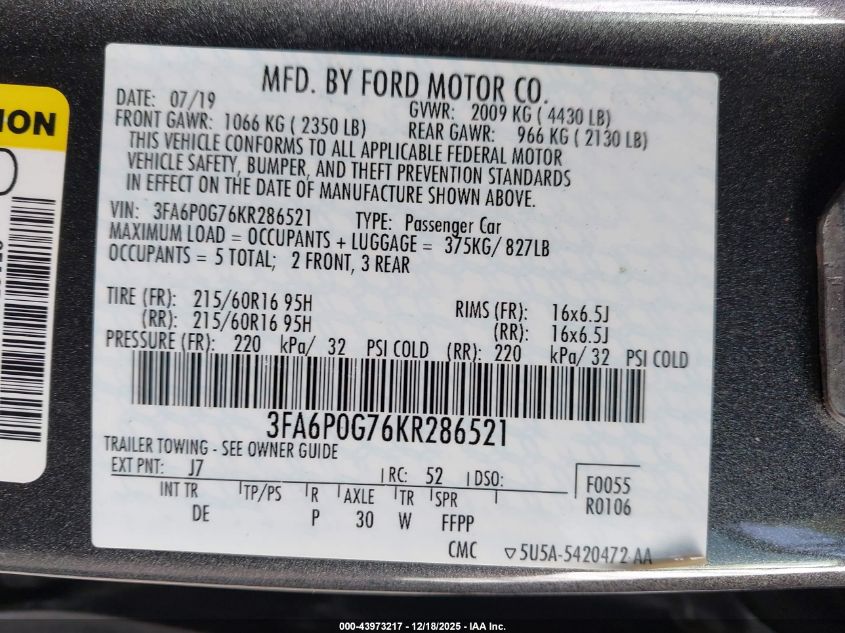 ION
MFD. BY FORD MOTOR CO.
DATE: 07/19
GVWR: 2009 KG ( 4430 LB)
FRONT GAWR: 1066 KG ( 2350 LB)
REAR GAWR: 966 KG ( 2130 LB)
THIS VEHICLE CONFORMS TO ALL APPLICABLE FEDERAL MOTOR
VEHICLE SAFETY, BUMPER, AND THEFT PREVENTION STANDARDS
IN EFFECT ON THE DATE OF MANUFACTURE SHOWN ABOVE.
VIN: 3FA6P0G76KR286521 TYPE: Passenger Car
MAXIMUM LOAD = OCCUPANTS + LUGGAGE = 375KG/ 827LB
OCCUPANTS = 5 TOTAL; 2 FRONT, 3 REAR
TIRE (FR): 215/60R16 95H RIMS (FR): 16x6.5J
(RR): 215/60R16 95H (RR): 16x6.5J
PRESSURE (FR): 220 kPa/ 32 PSI COLD (RR): 220 kPa/ 32 PSI COLD
3FA6P0G76KR286521
TRAILER TOWING - SEE OWNER GUIDE
EXT PNT: J7 RC: 52 DSO:
INT TR TP/PS R AXLE TR SPR
DE P 30 W FFPP
F0055
R0106
CMC ▽5U5A-5420472-AA
000-43973217 - 12/18/2025 - IAA Inc.